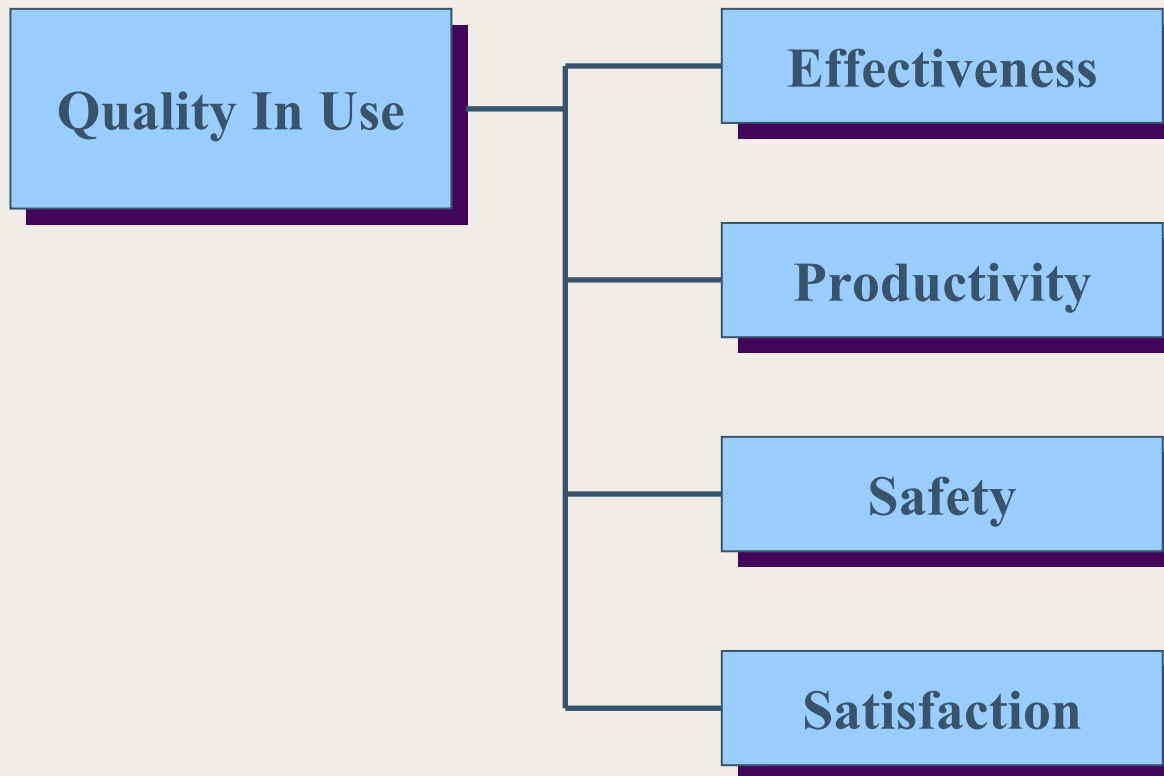 Quality In Use
Effectiveness
Productivity
Safety
Satisfaction